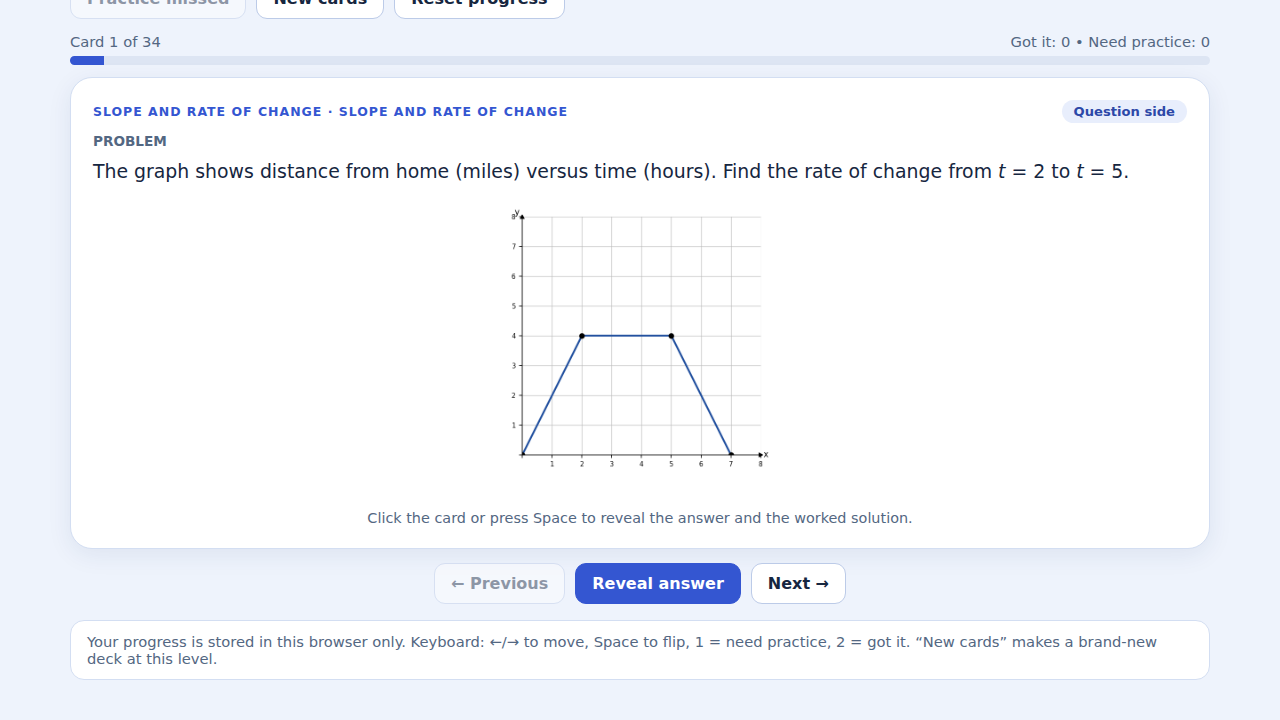 Practice missed New cards Reset progress
Card 1 of 34
Got it: 0 • Need practice: 0
SLOPE AND RATE OF CHANGE · SLOPE AND RATE OF CHANGE
Question side
PROBLEM
The graph shows distance from home (miles) versus time (hours). Find the rate of change from t = 2 to t = 5.
y
8
7
6
5
4
3
2
1
1 2 3 4 5 6 7 8
x
Click the card or press Space to reveal the answer and the worked solution.
← Previous Reveal answer Next →
Your progress is stored in this browser only. Keyboard: ←/→ to move, Space to flip, 1 = need practice, 2 = got it. “New cards” makes a brand-new
deck at this level.